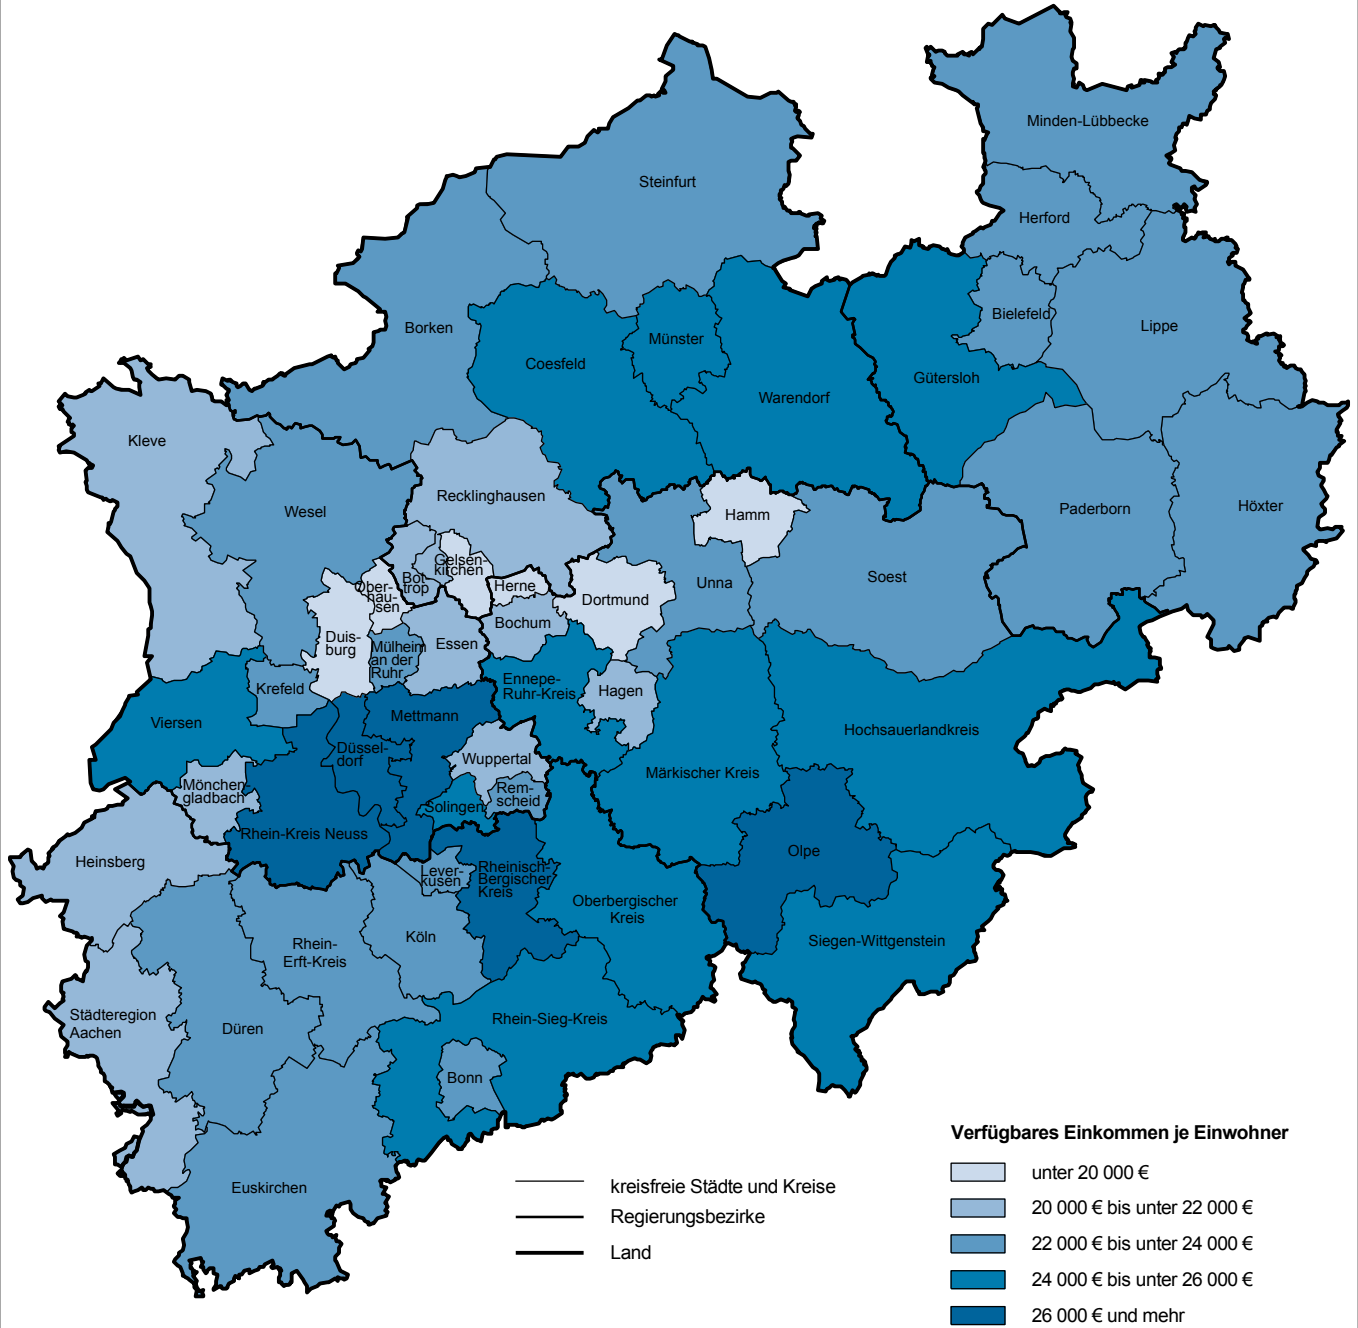 Minden-Lübbecke
Steinfurt
Herford
Borken
Bielefeld
Lippe
Münster
Coesfeld
Gütersloh
Warendorf
Kleve
Recklinghausen
Wesel
Hamm
Paderborn
Höxter
Gelsen-
kirchen
Bot-
trop
Ober-
hau-
sen
Herne
Dortmund
Unna
Soest
Bochum
Duis-
burg
Mülheim
an der
Ruhr
Essen
Ennepe-
Ruhr-Kreis
Hagen
Krefeld
Viersen
Mettmann
Hochsauerlandkreis
Düssel-
dorf
Wuppertal
Märkischer Kreis
Mönchen-
gladbach
Rem-
scheid
Solingen
Rhein-Kreis Neuss
Olpe
Heinsberg
Lever-
kusen
Rheinisch-
Bergischer
Kreis
Oberbergischer
Kreis
Köln
Siegen-Wittgenstein
Rhein-
Erft-Kreis
Städteregion
Aachen
Düren
Rhein-Sieg-Kreis
Bonn
Euskirchen
kreisfreie Städte und Kreise
Regierungsbezirke
Land
Verfügbares Einkommen je Einwohner
unter 20 000 €
20 000 € bis unter 22 000 €
22 000 € bis unter 24 000 €
24 000 € bis unter 26 000 €
26 000 € und mehr